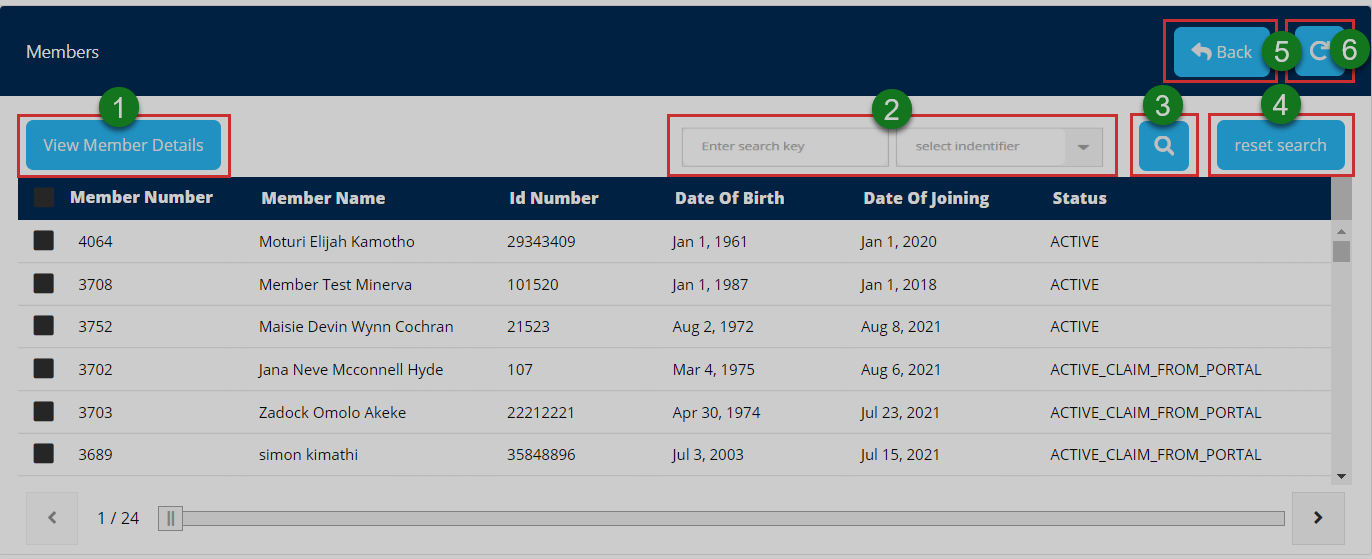 Members
Back 5 6
1 2 3 4
View Member Details Enter search key select indentifier reset search
Member Number Member Name Id Number Date Of Birth Date Of Joining Status
4064 Moturi Elijah Kamotho 29343409 Jan 1, 1961 Jan 1, 2020 ACTIVE
3708 Member Test Minerva 101520 Jan 1, 1987 Jan 1, 2018 ACTIVE
3752 Maisie Devin Wynn Cochran 21523 Aug 2, 1972 Aug 8, 2021 ACTIVE
3702 Jana Neve Mcconnell Hyde 107 Mar 4, 1975 Aug 6, 2021 ACTIVE_CLAIM_FROM_PORTAL
3703 Zadock Omolo Akeke 22212221 Apr 30, 1974 Jul 23, 2021 ACTIVE_CLAIM_FROM_PORTAL
3689 simon kimathi 35848896 Jul 3, 2003 Jul 15, 2021 ACTIVE_CLAIM_FROM_PORTAL
1 / 24